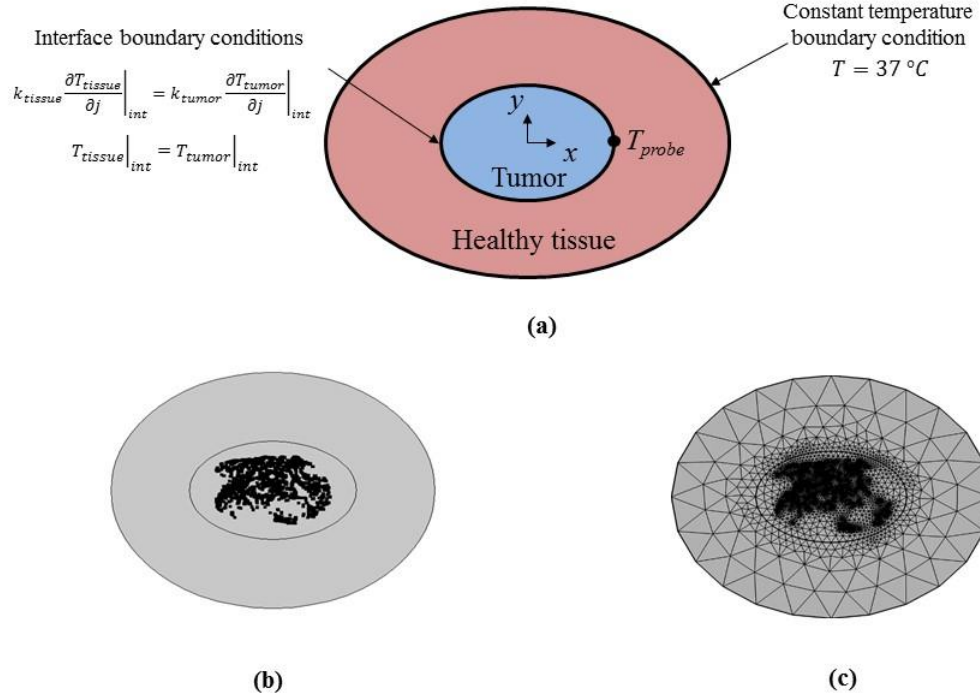 Interface boundary conditions
k_tissue ∂T_tissue/∂j|_int = k_tumor ∂T_tumor/∂j|_int
T_tissue|_int = T_tumor|_int
Constant temperature
boundary condition
T = 37 °C
y
x
T_probe
Tumor
Healthy tissue
(a)
(b)
(c)